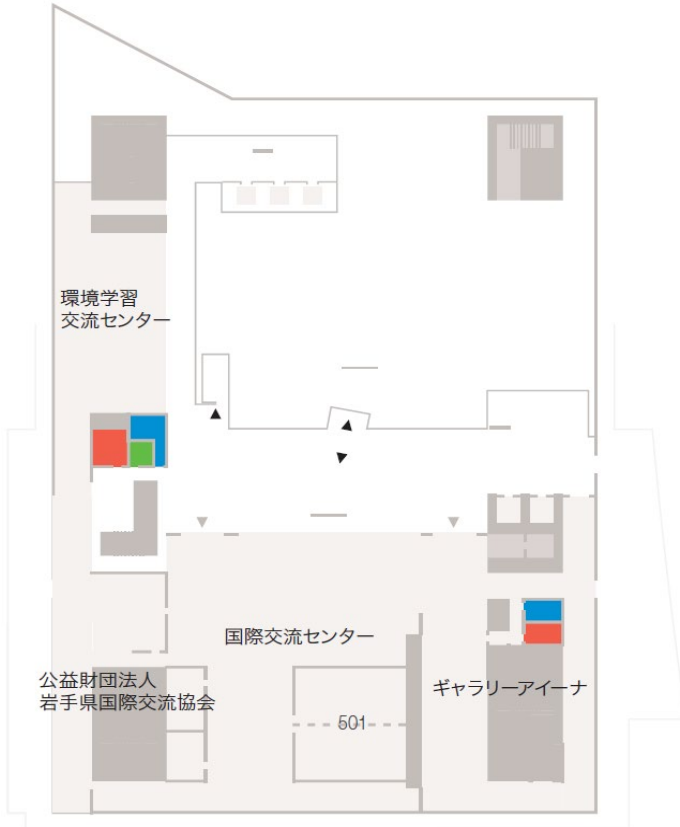 環境学習
交流センター
国際交流センター
公益財団法人
岩手県国際交流協会
ギャラリーアイーナ
501